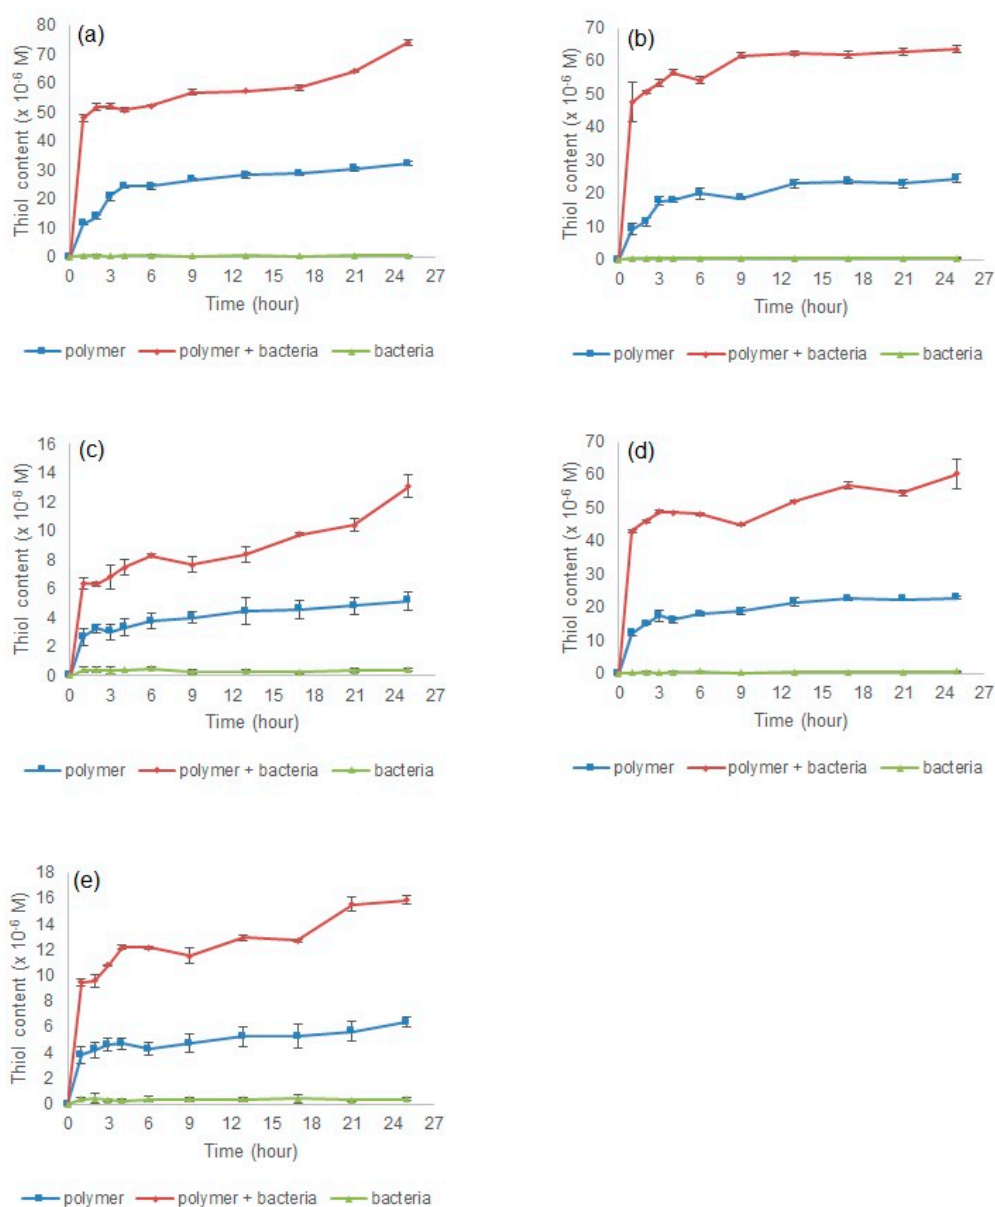 (a)
Thiol content (x 10⁻⁶ M)
80
70
60
50
40
30
20
10
0
0 3 6 9 12 15 18 21 24 27
Time (hour)
polymer polymer + bacteria bacteria
(b)
Thiol content (x 10⁻⁶ M)
70
60
50
40
30
20
10
0
0 3 6 9 12 15 18 21 24 27
Time (hour)
polymer polymer + bacteria bacteria
(c)
Thiol content (x 10⁻⁶ M)
16
14
12
10
8
6
4
2
0
0 3 6 9 12 15 18 21 24 27
Time (hour)
polymer polymer + bacteria bacteria
(d)
Thiol content (x 10⁻⁶ M)
70
60
50
40
30
20
10
0
0 3 6 9 12 15 18 21 24 27
Time (hour)
polymer polymer + bacteria bacteria
(e)
Thiol content (x 10⁻⁶ M)
18
16
14
12
10
8
6
4
2
0
0 3 6 9 12 15 18 21 24 27
Time (hour)
polymer polymer + bacteria bacteria